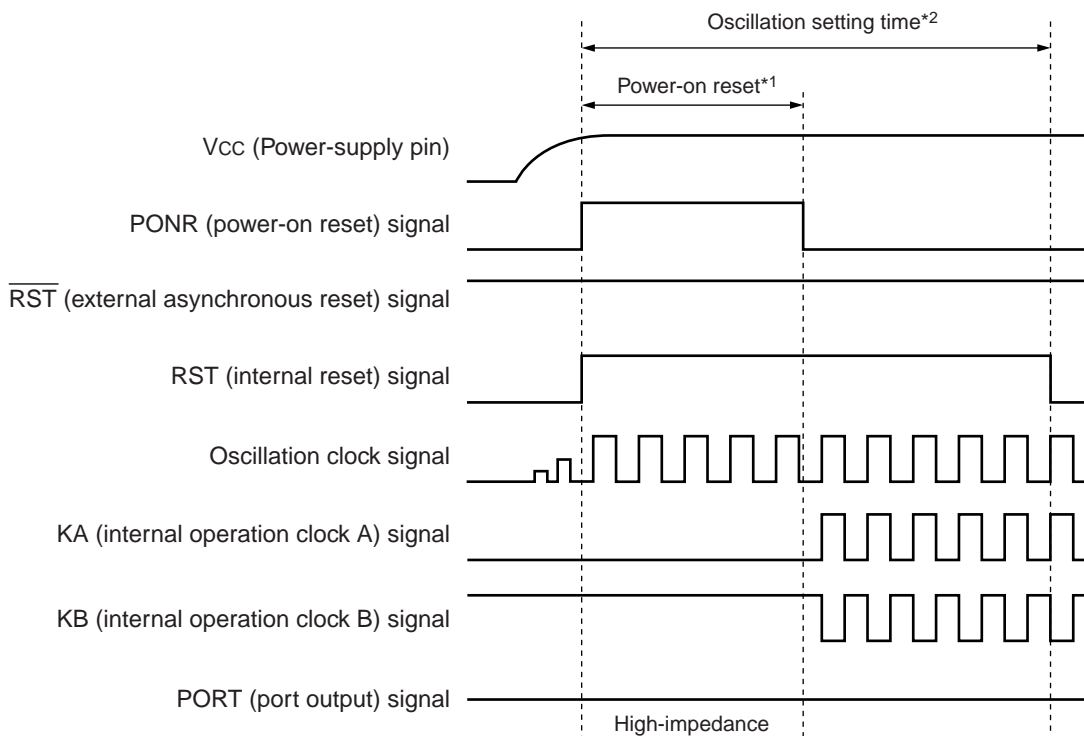 Oscillation setting time*2
Power-on reset*1
Vcc (Power-supply pin)
PONR (power-on reset) signal
RST (external asynchronous reset) signal
RST (internal reset) signal
Oscillation clock signal
KA (internal operation clock A) signal
KB (internal operation clock B) signal
PORT (port output) signal
High-impedance